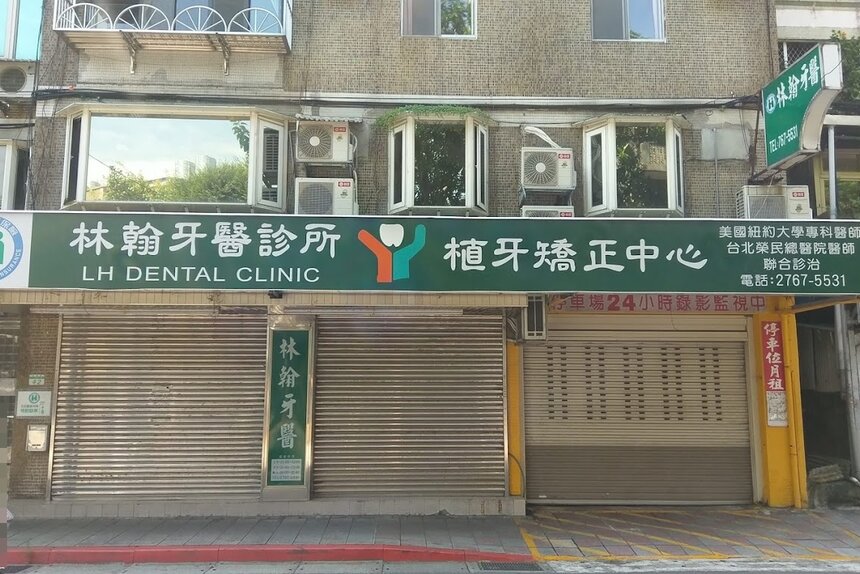 林翰牙醫診所
LH DENTAL CLINIC
植牙矯正中心
美國紐約大學專科醫師
台北榮民總醫院醫師
聯合診治
電話:2767-5531
林翰牙醫
TEL:767-5531
停車場24小時錄影監視中
停車位月租
林翰牙醫
42